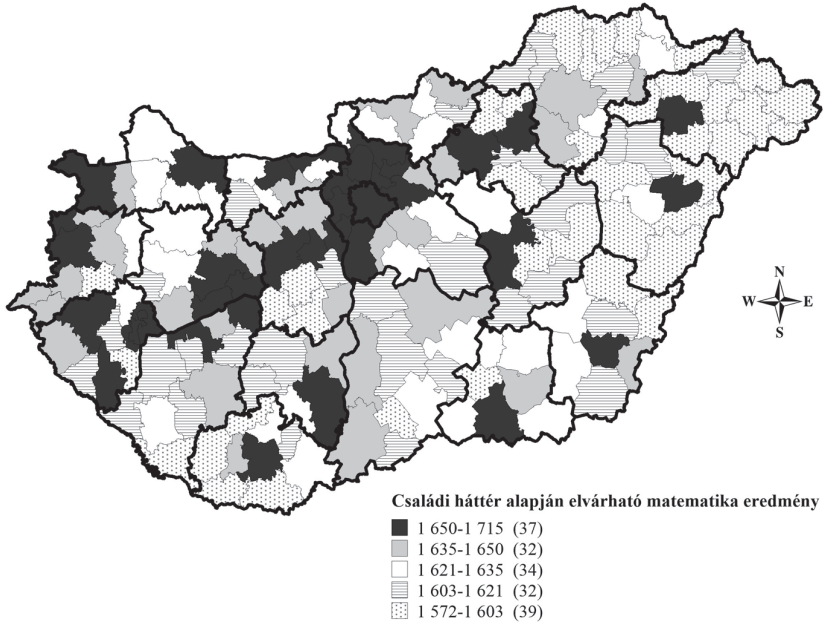 N
W E
S
Családi háttér alapján elvárható matematika eredmény
1 650-1 715 (37)
1 635-1 650 (32)
1 621-1 635 (34)
1 603-1 621 (32)
1 572-1 603 (39)